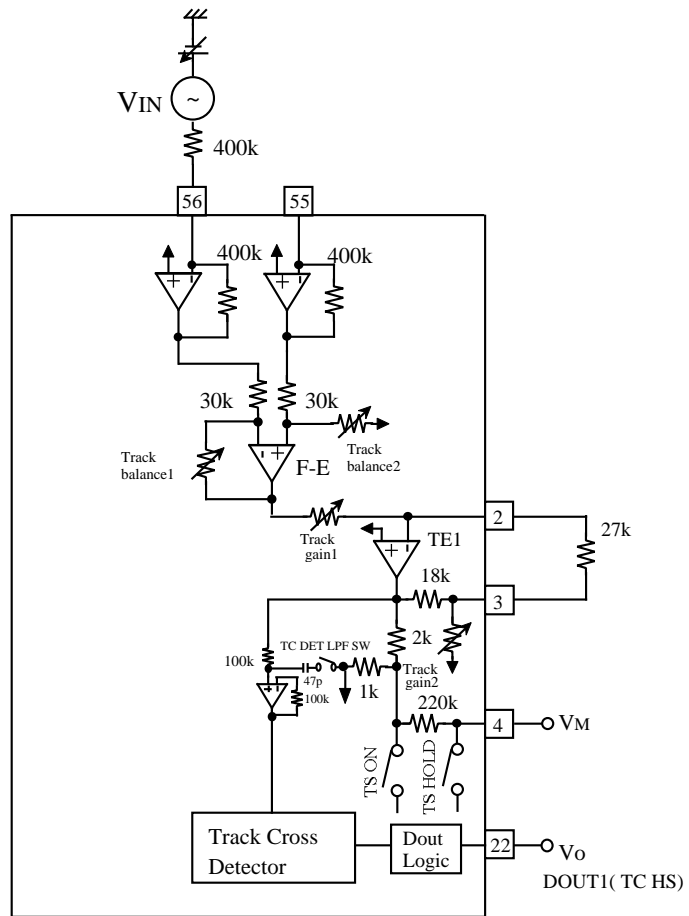 VIN
~
400k
56
55
400k
400k
+ -
+ -
30k
30k
Track
balance1
- +
F-E
Track
balance2
2
Track
gain1
TE1
+ -
27k
18k
3
100k
TC DET LPF SW
2k
47p
1k
Track
gain2
+ -
100k
220k
4
VM
TS ON
TS HOLD
Track Cross
Detector
Dout
Logic
22
Vo
DOUT1( TC HS)